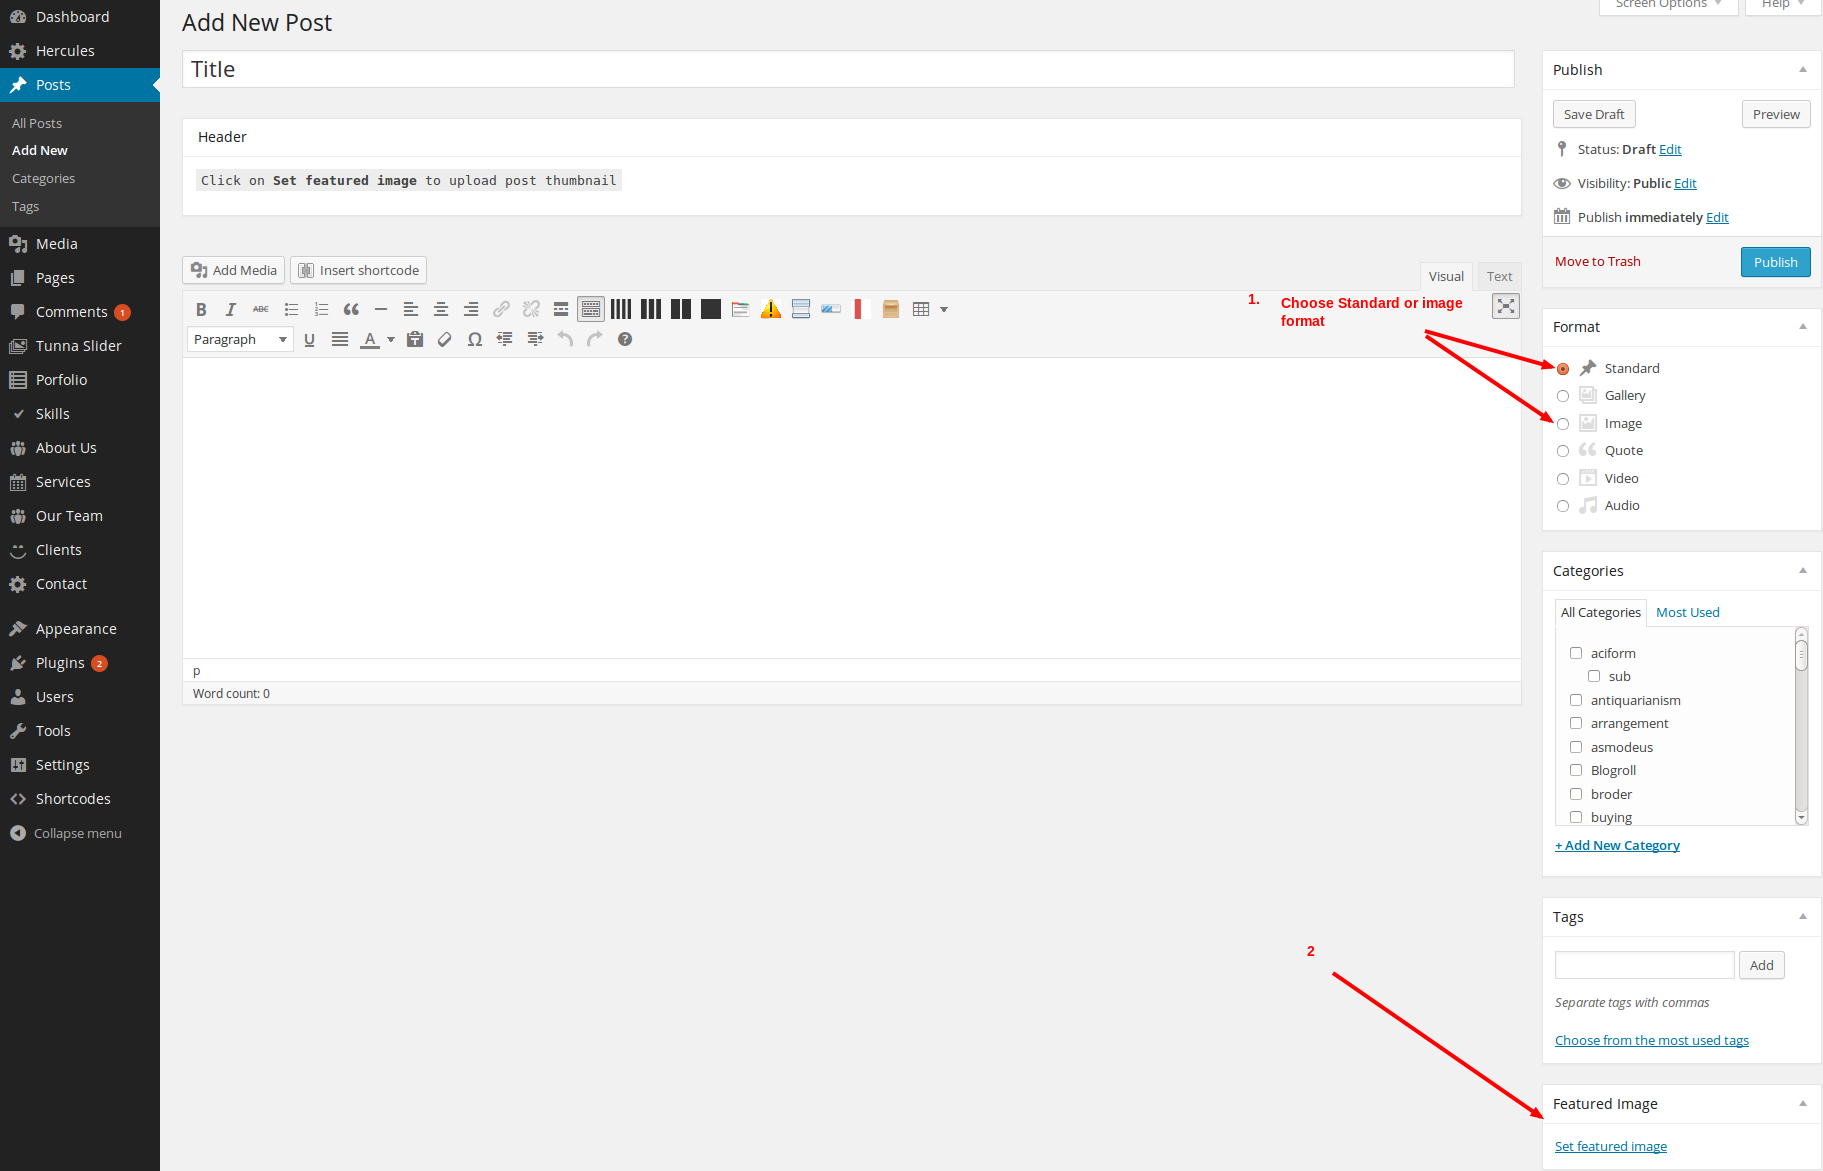 Dashboard
Hercules
Posts
All Posts
Add New
Categories
Tags
Media
Pages
Comments 1
Tunna Slider
Porfolio
Skills
About Us
Services
Our Team
Clients
Contact
Appearance
Plugins 2
Users
Tools
Settings
Shortcodes
Collapse menu
Screen Options
Help
Add New Post
Title
Header
Click on Set featured image to upload post thumbnail
Add Media
Insert shortcode
Visual
Text
B I ABC
Paragraph U A Ω
1. Choose Standard or image
format
p
Word count: 0
2
Publish
Save Draft
Preview
Status: Draft Edit
Visibility: Public Edit
Publish immediately Edit
Move to Trash
Publish
Format
Standard
Gallery
Image
Quote
Video
Audio
Categories
All Categories
Most Used
aciform
sub
antiquarianism
arrangement
asmodeus
Blogroll
broder
buying
+ Add New Category
Tags
Add
Separate tags with commas
Choose from the most used tags
Featured Image
Set featured image